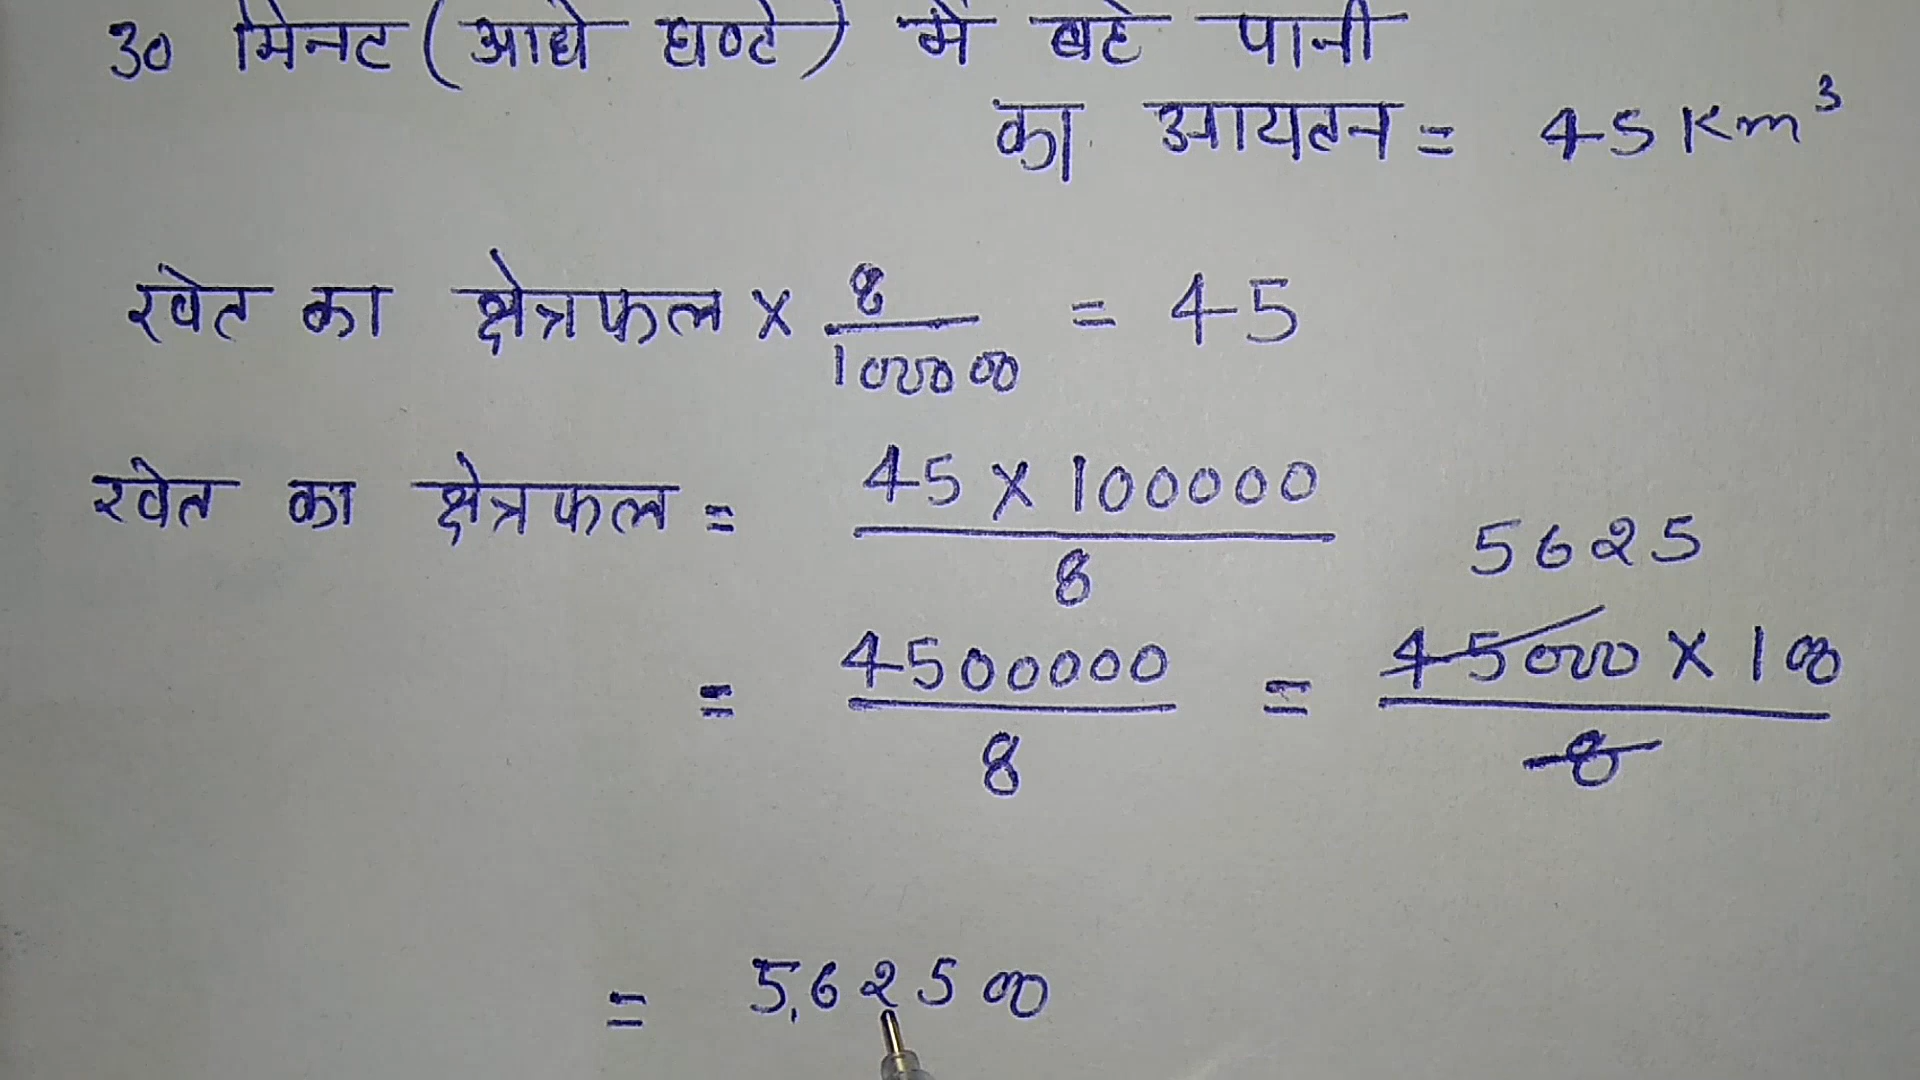 30 मिनट (आधे घण्टे) में बहे पानी
का आयतन = 45 Km³
खेत का क्षेत्रफल × 8/100000 = 45
खेत का क्षेत्रफल = 45 × 100000/8
5625
= 4500000/8 = 45000 × 100/8
= 5,62500